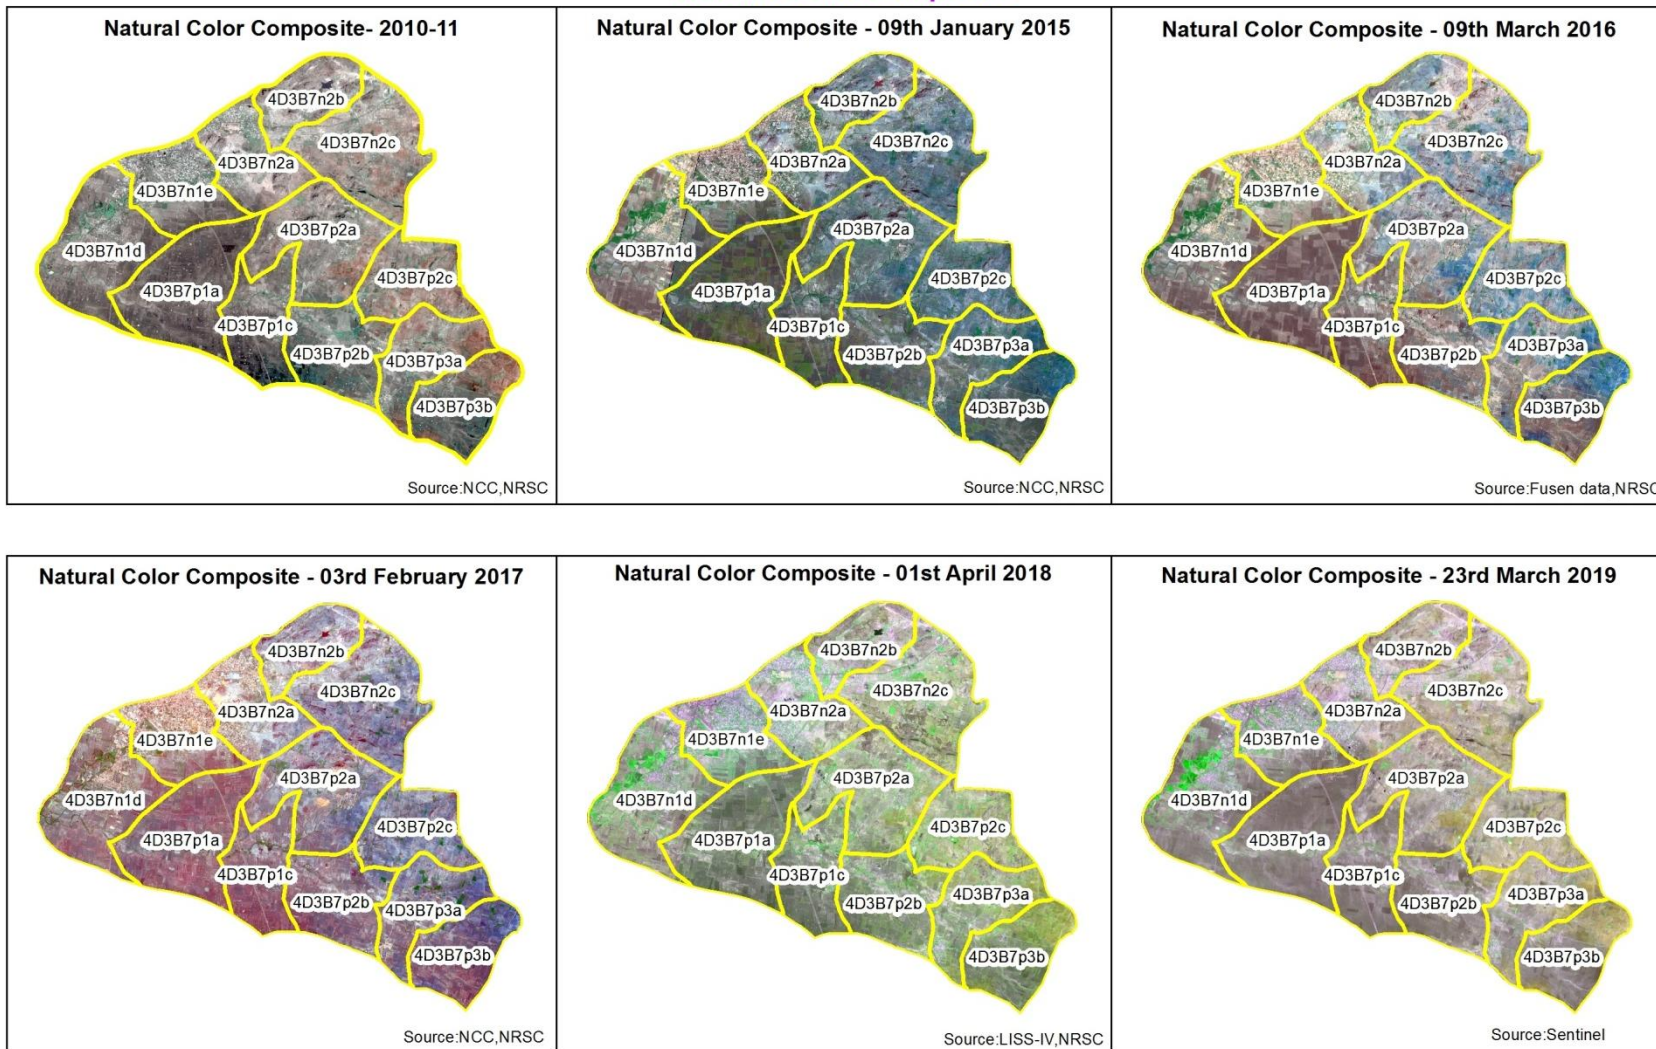 Natural Color Composite- 2010-11
4D3B7n2b
4D3B7n2c
4D3B7n2a
4D3B7n1e
4D3B7p2a
4D3B7n1d
4D3B7p2c
4D3B7p1a
4D3B7p1c
4D3B7p2b
4D3B7p3a
4D3B7p3b
Source:NCC,NRSC
Natural Color Composite - 09th January 2015
4D3B7n2b
4D3B7n2c
4D3B7n2a
4D3B7n1e
4D3B7p2a
4D3B7n1d
4D3B7p2c
4D3B7p1a
4D3B7p1c
4D3B7p2b
4D3B7p3a
4D3B7p3b
Source:NCC,NRSC
Natural Color Composite - 09th March 2016
4D3B7n2b
4D3B7n2c
4D3B7n2a
4D3B7n1e
4D3B7p2a
4D3B7n1d
4D3B7p2c
4D3B7p1a
4D3B7p1c
4D3B7p2b
4D3B7p3a
4D3B7p3b
Source:Fusen data,NRSC
Natural Color Composite - 03rd February 2017
4D3B7n2b
4D3B7n2c
4D3B7n2a
4D3B7n1e
4D3B7p2a
4D3B7n1d
4D3B7p2c
4D3B7p1a
4D3B7p1c
4D3B7p2b
4D3B7p3a
4D3B7p3b
Source:NCC,NRSC
Natural Color Composite - 01st April 2018
4D3B7n2b
4D3B7n2c
4D3B7n2a
4D3B7n1e
4D3B7p2a
4D3B7n1d
4D3B7p2c
4D3B7p1a
4D3B7p1c
4D3B7p2b
4D3B7p3a
4D3B7p3b
Source:LISS-IV,NRSC
Natural Color Composite - 23rd March 2019
4D3B7n2b
4D3B7n2c
4D3B7n2a
4D3B7n1e
4D3B7p2a
4D3B7n1d
4D3B7p2c
4D3B7p1a
4D3B7p1c
4D3B7p2b
4D3B7p3a
4D3B7p3b
Source:Sentinel